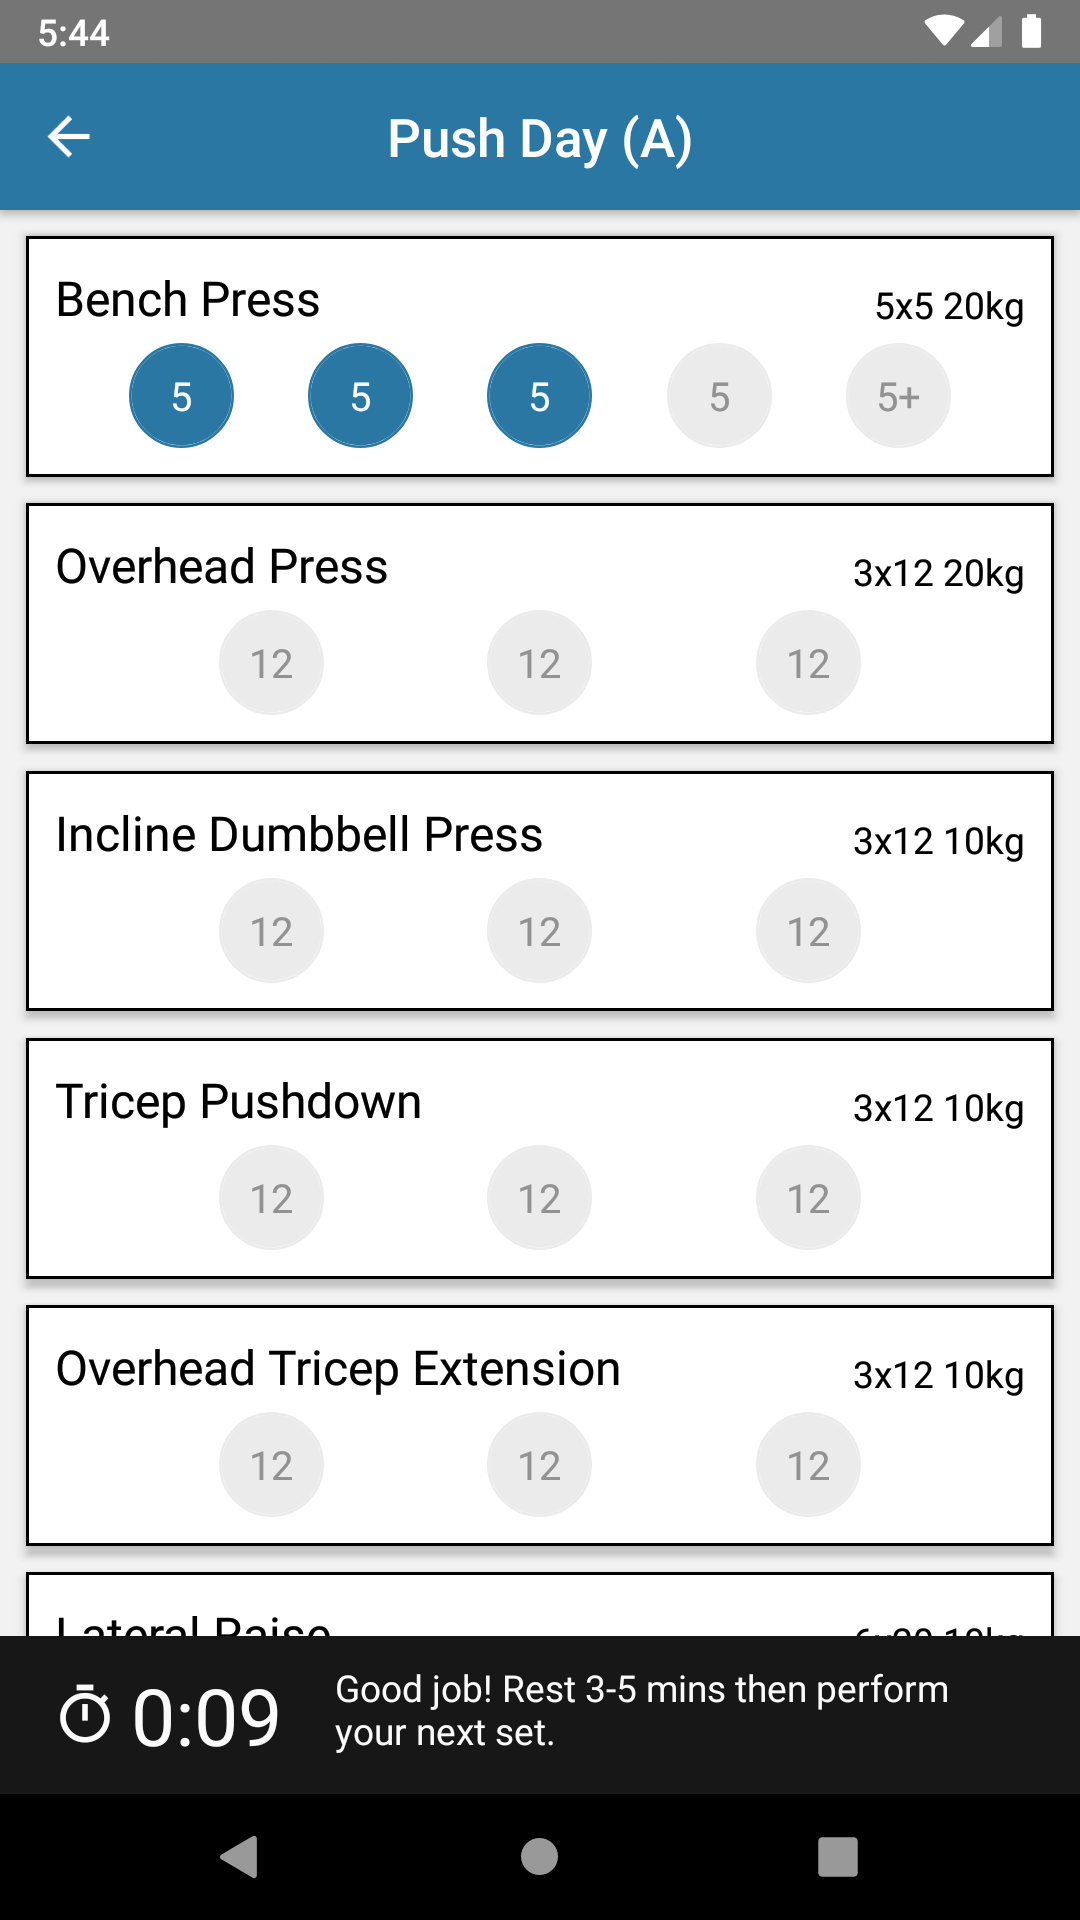 5:44
Push Day (A)
Bench Press
5x5 20kg
5 5 5 5 5+
Overhead Press
3x12 20kg
12 12 12
Incline Dumbbell Press
3x12 10kg
12 12 12
Tricep Pushdown
3x12 10kg
12 12 12
Overhead Tricep Extension
3x12 10kg
12 12 12
Lateral Raise
0:09
Good job! Rest 3-5 mins then perform
your next set.